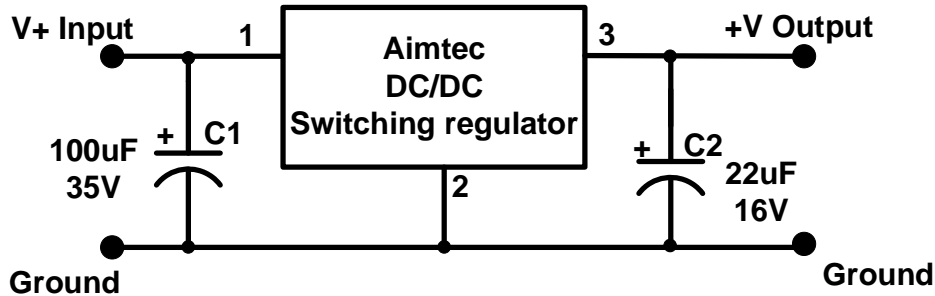 V+ Input
1
Aimtec
DC/DC
Switching regulator
3
+V Output
+ C1
100uF
35V
2
+ C2
22uF
16V
Ground
Ground